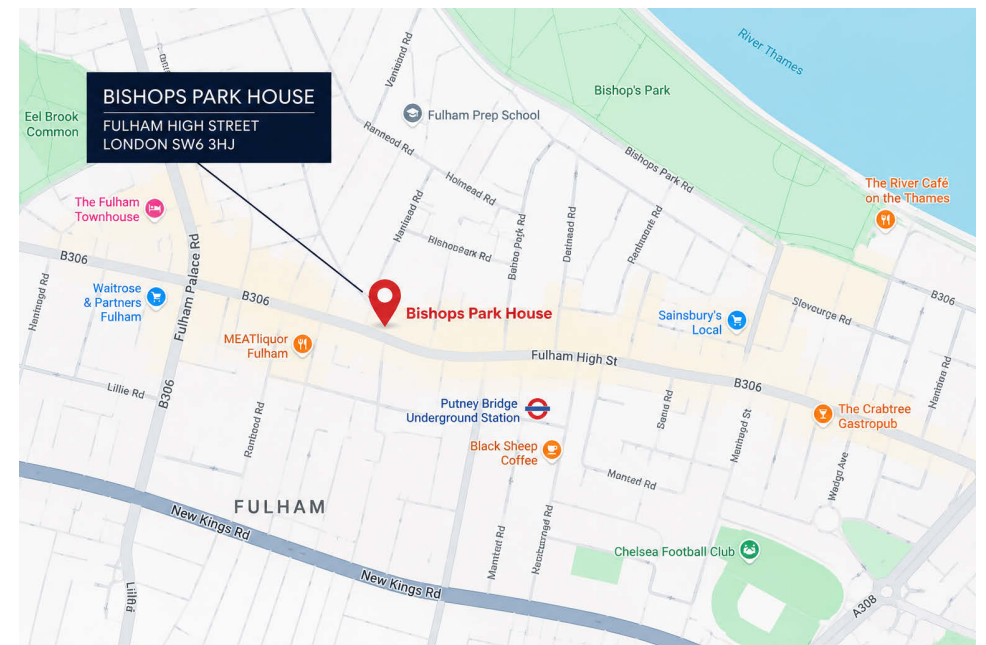 River Thames
Bishop's Park
Eel Brook
Common
BISHOPS PARK HOUSE
FULHAM HIGH STREET
LONDON SW6 3HJ
Fulham Prep School
Ranneod Rd
Holmead Rd
Bishops Park Rd
The River Café
on the Thames
The Fulham
Townhouse
Fulham Palace Rd
B306
B306
B306
Waitrose
& Partners
Fulham
Bishops Park House
Sainsbury's
Local
MEATliquor
Fulham
Fulham High St
B306
Lillie Rd
B306
Putney Bridge
Underground Station
The Crabtree
Gastropub
Black Sheep
Coffee
Manted Rd
FULHAM
New Kings Rd
New Kings Rd
Chelsea Football Club
A308